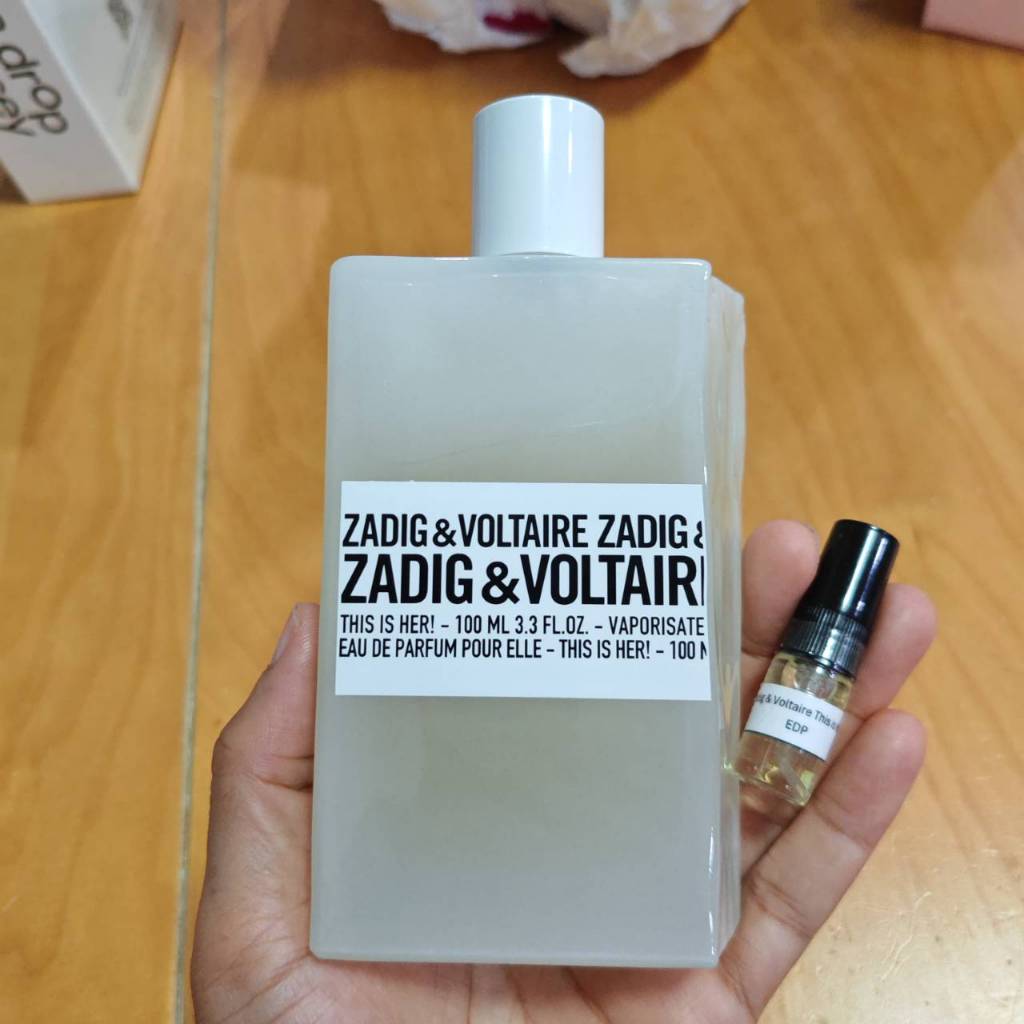 drop
ZADIG &VOLTAIRE ZADIG &
ZADIG &VOLTAIR
THIS IS HER! – 100 ML 3.3 FL.OZ. – VAPORISATE
EAU DE PARFUM POUR ELLE – THIS IS HER! – 100
& Voltaire This
EDP